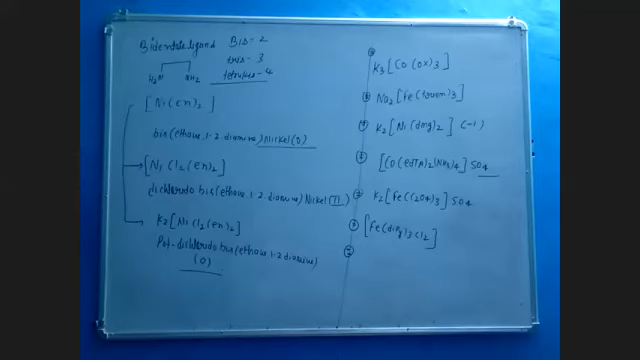 Bidentate ligand
Bis - 2
tris - 3
tetrakis - 4
H2N NH2
[Ni(en)2]
bis(ethane.1-2.diamine)Nickel(0)
[Ni Cl2(en)2]
dichlorido bis(ethane.1-2 diamine) Nickel(II)
K2[Ni Cl2(en)2]
Pot-dichlorido bis(ethane.1-2 diamine)
(0)
K3[CO(OX)3]
[Fe( )3]
K2[Ni(dmg)2] (-1)
[CO(edTA)2(NH3)4] SO4
K2[Fe(C2O4)3] SO4
[Fe(dmg)3Cl2]